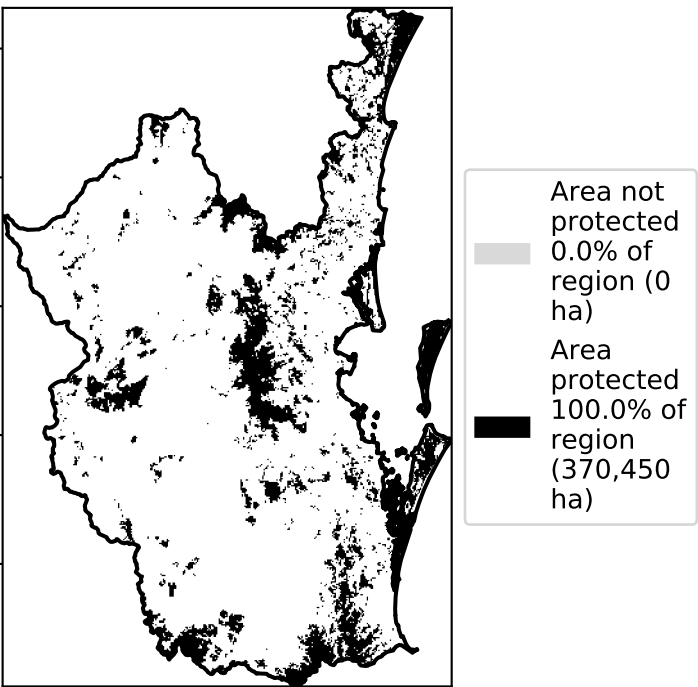 Area not
protected
0.0% of
region (0
ha)
Area
protected
100.0% of
region
(370,450
ha)